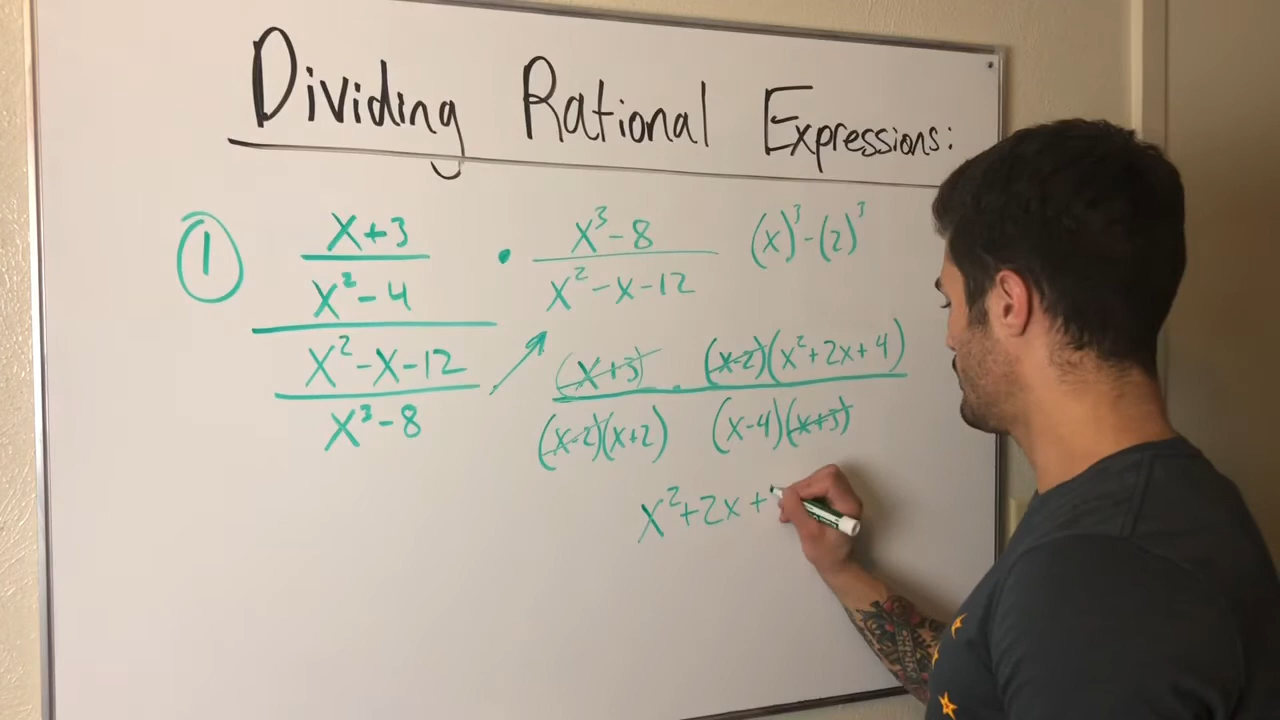 Dividing Rational Expressions:
① (x+3)/(x²-4) / (x²-x-12)/(x³-8) • (x³-8)/(x²-x-12) (x)³-(2)³
(x+3) · (x-2)(x²+2x+4)
(x-2)(x+2) (x-4)(x+3)
x²+2x+